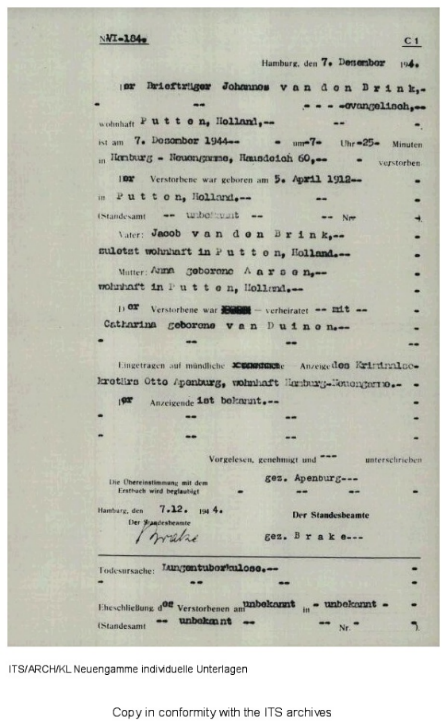 Nr VI-184. C 1
Hamburg, den 7. Dezember 194 4.
Der Briefträger Johannes v a n d e n B r i n k,--
- -- - - - -evangelisch,--
wohnhaft P u t t e n, Holland,-- -- -
ist am 7. Dezember 1944-- - um-7- Uhr-25- Minuten
in Hamburg - Neuengamme, Hausdeich 60,-- - verstorben.
Der Verstorbene war geboren am 5. April 1912-- -
in P u t t e n, Holland.-- -- -
(Standesamt -- unbekannt -- Nr. -- ).
Vater: Jacob v a n d e n B r i n k,--
zuletzt wohnhaft in P u t t e n, Holland.-- -
Mutter: Anna geborene A a r s e n,--
wohnhaft in P u t t e n, Holland.-- -
Der Verstorbene war — verheiratet -- mit --
Catharina geborene v a n D u i n e n.-- -
- -- -- -
Eingetragen auf mündliche Anzeige des Kriminalse-
kretärs Otto Apenburg, wohnhaft Hamburg-Neuengamme.- -
Der Anzeigende ist bekannt.-- -
- -- -- -
- -- -- -
Vorgelesen, genehmigt und --- unterschrieben
Die Übereinstimmung mit dem gez. Apenburg---
Erstbuch wird beglaubigt - -- -- -
Hamburg, den 7.12. 194 4. Der Standesbeamte
Der Standesbeamte
gez. B r a k e.--
Todesursache: Lungentuberkulose.-- -
- -- -- -
Eheschließung der Verstorbenen am unbekannt in - unbekannt - -
(Standesamt -- unbekannt -- Nr. - ).
ITS/ARCH/KL Neuengamme individuelle Unterlagen
Copy in conformity with the ITS archives